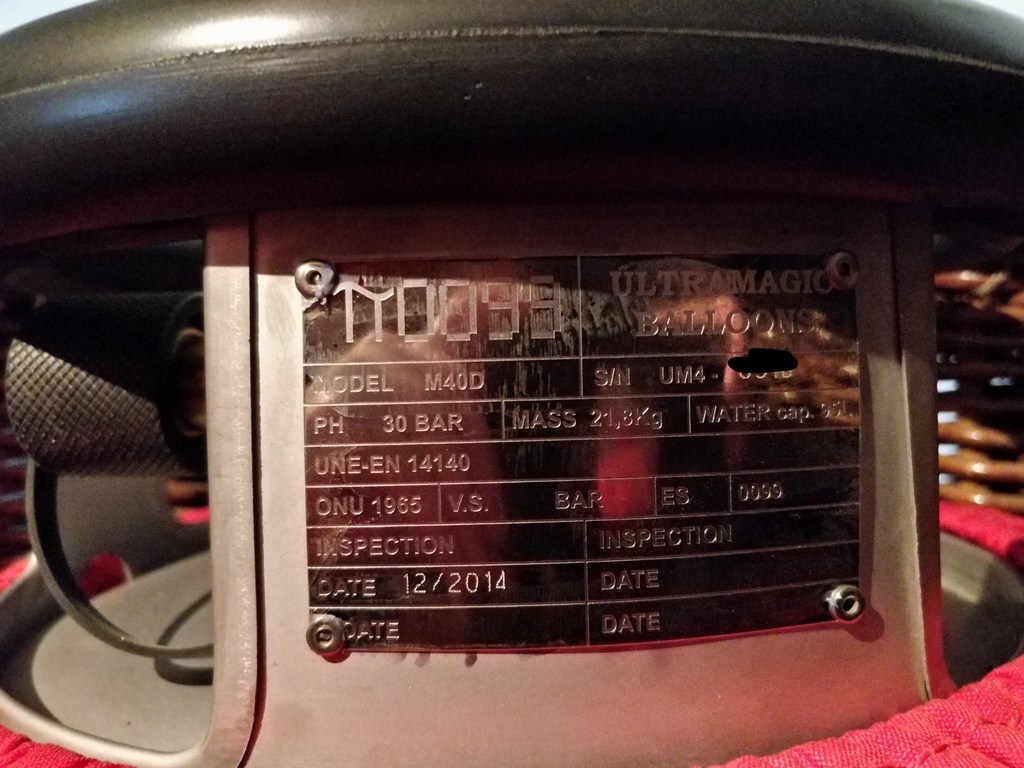 ULTRAMAGIC
BALLOONS
MODEL M40D
S/N UM4 -
PH 30 BAR
MASS 21,8Kg
WATER cap. 95L
UNE-EN 14140
ONU 1965
V.S. BAR
ES
0099
INSPECTION
INSPECTION
DATE 12/2014
DATE
DATE
DATE